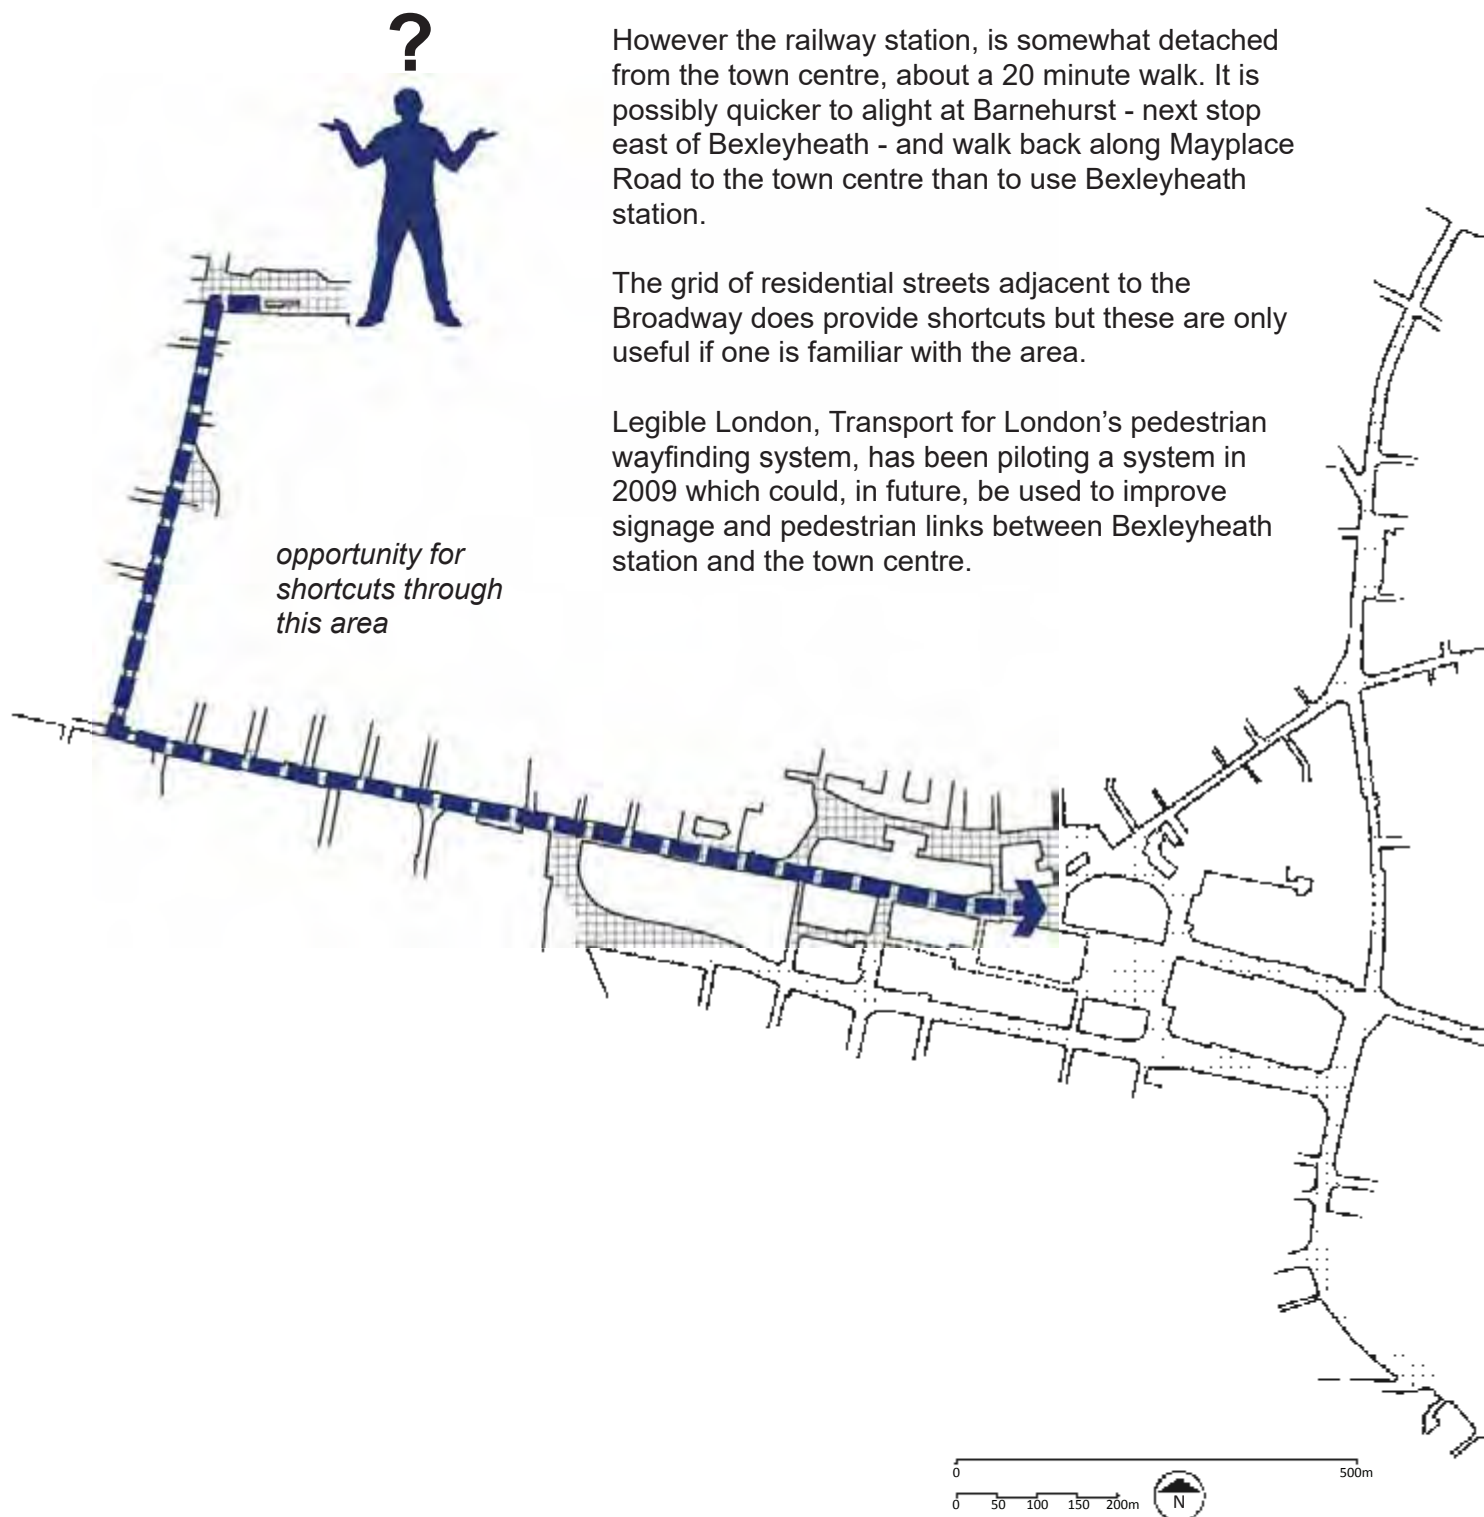 ?
However the railway station, is somewhat detached
from the town centre, about a 20 minute walk. It is
possibly quicker to alight at Barnehurst - next stop
east of Bexleyheath - and walk back along Mayplace
Road to the town centre than to use Bexleyheath
station.
The grid of residential streets adjacent to the
Broadway does provide shortcuts but these are only
useful if one is familiar with the area.
Legible London, Transport for London’s pedestrian
wayfinding system, has been piloting a system in
2009 which could, in future, be used to improve
signage and pedestrian links between Bexleyheath
station and the town centre.
opportunity for
shortcuts through
this area
0 500m
0 50 100 150 200m
N